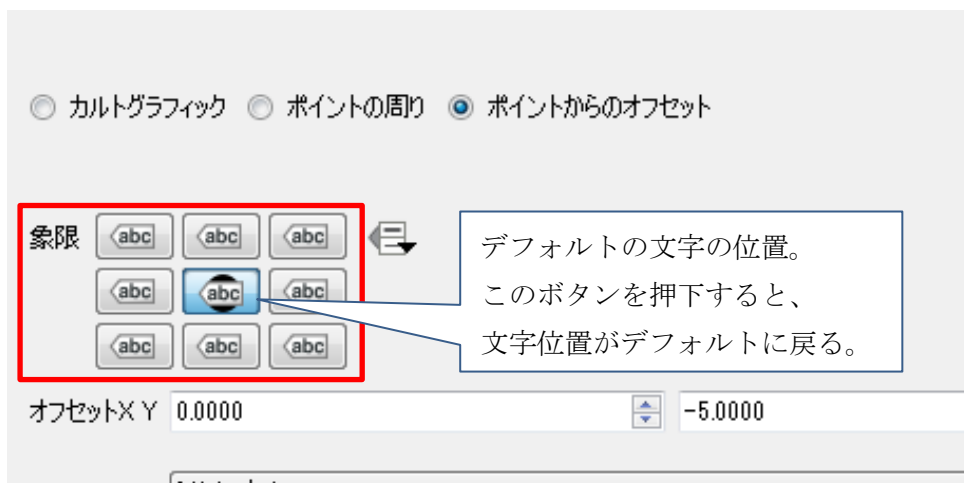 カルトグラフィック ポイントの周り ポイントからのオフセット
象限 abc abc abc
abc abc abc
abc abc abc
デフォルトの文字の位置。
このボタンを押下すると、
文字位置がデフォルトに戻る。
オフセットX Y 0.0000 -5.0000